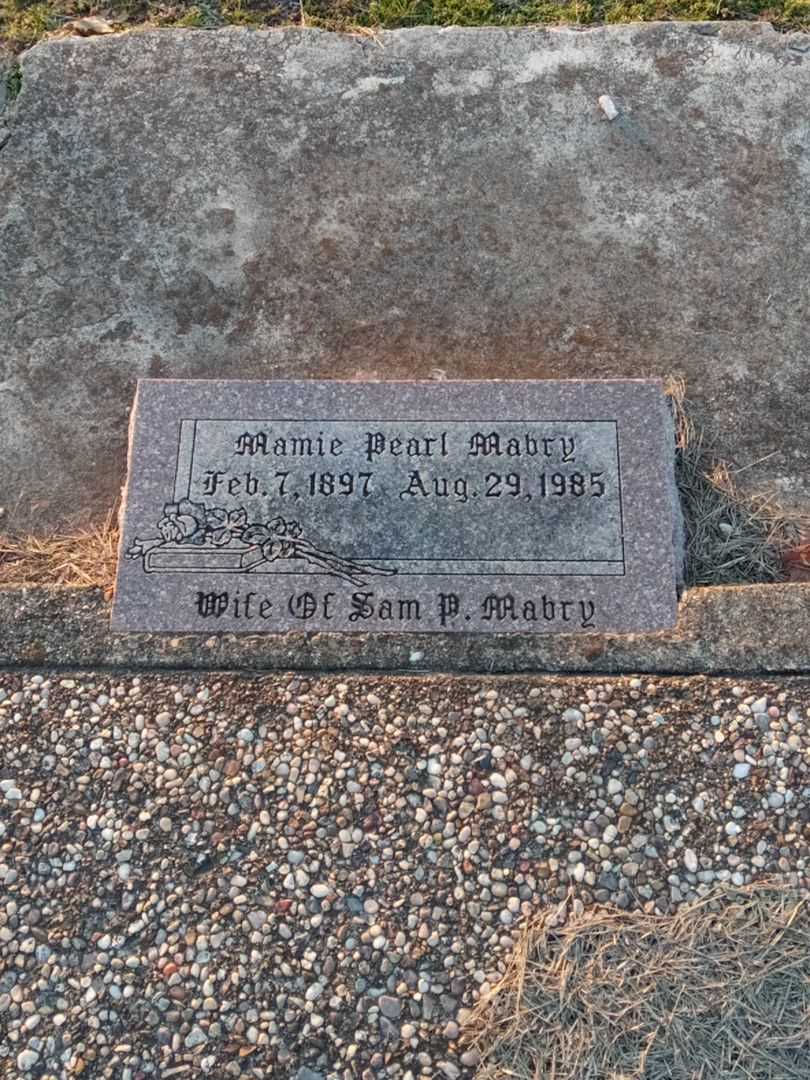 Mamie Pearl Mabry
Feb. 7, 1897 Aug. 29, 1985
Wife Of Sam P. Mabry